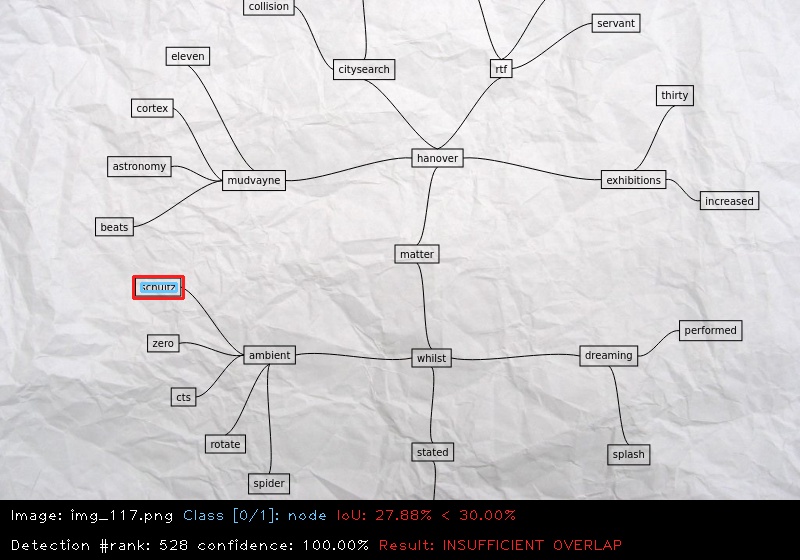 collision
servant
eleven
citysearch
rtf
thirty
cortex
hanover
astronomy
mudvayne
exhibitions
increased
beats
matter
performed
zero
ambient
whilst
dreaming
cts
rotate
stated
splash
spider
Image: img_117.png Class [0/1]: node IoU: 27.88% < 30.00%
Detection #rank: 528 confidence: 100.00% Result: INSUFFICIENT OVERLAP